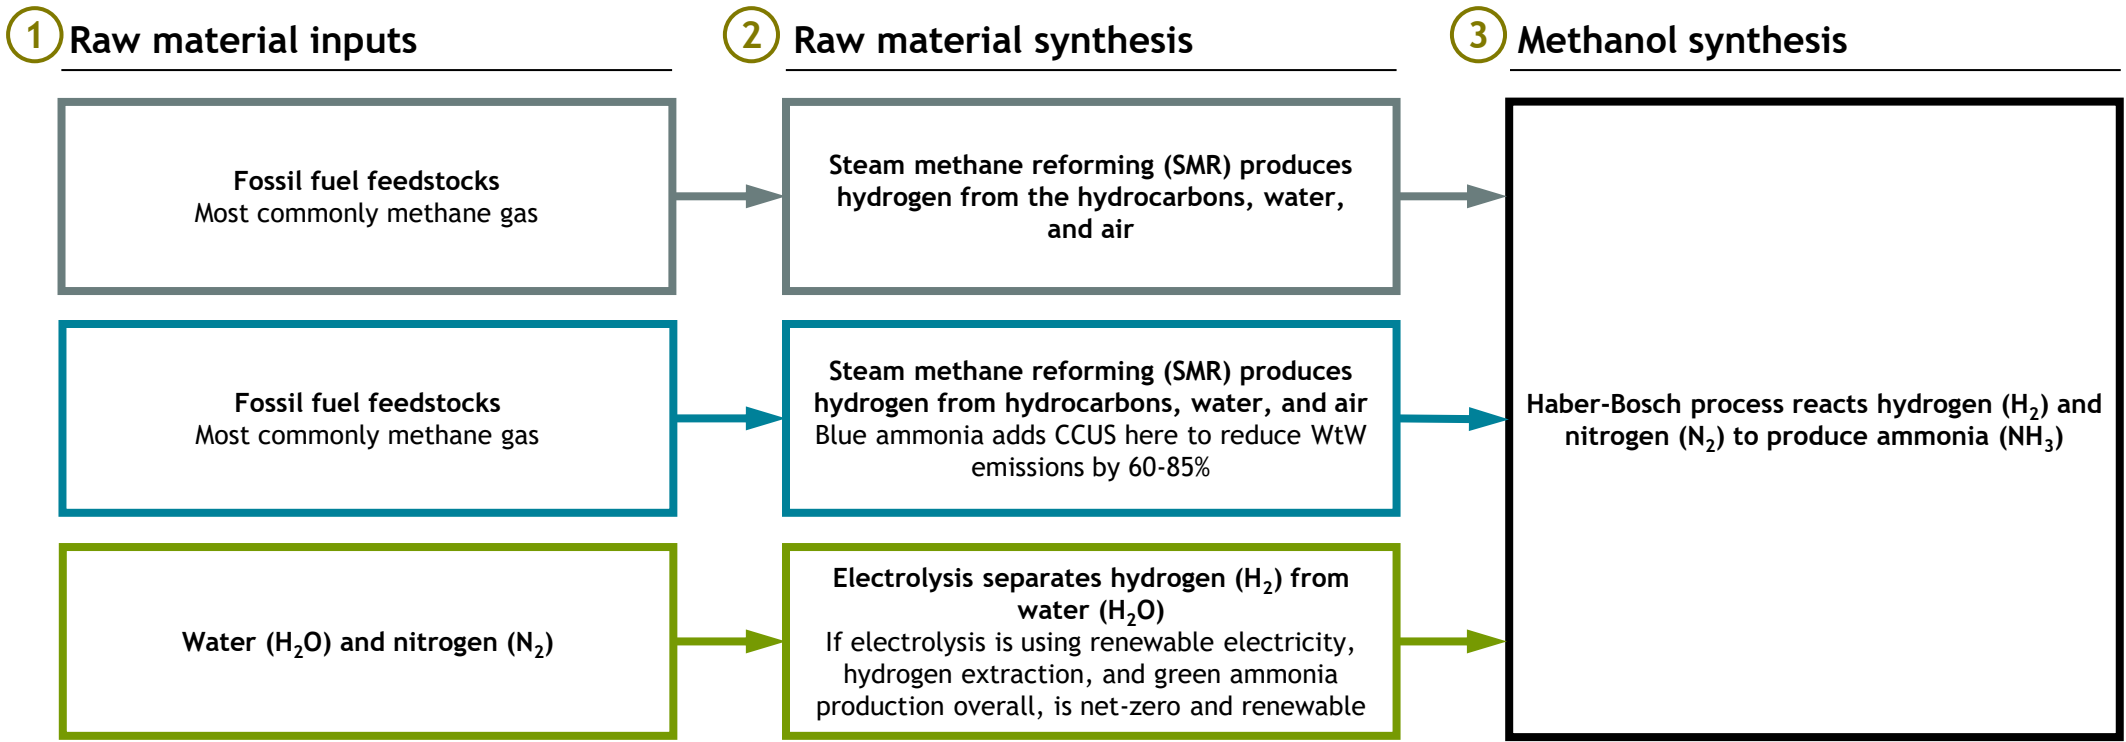 1 Raw material inputs
2 Raw material synthesis
3 Methanol synthesis
Fossil fuel feedstocks
Most commonly methane gas
Steam methane reforming (SMR) produces
hydrogen from the hydrocarbons, water,
and air
Fossil fuel feedstocks
Most commonly methane gas
Steam methane reforming (SMR) produces
hydrogen from hydrocarbons, water, and air
Blue ammonia adds CCUS here to reduce WtW
emissions by 60-85%
Water (H₂O) and nitrogen (N₂)
Electrolysis separates hydrogen (H₂) from
water (H₂O)
If electrolysis is using renewable electricity,
hydrogen extraction, and green ammonia
production overall, is net-zero and renewable
Haber-Bosch process reacts hydrogen (H₂) and
nitrogen (N₂) to produce ammonia (NH₃)